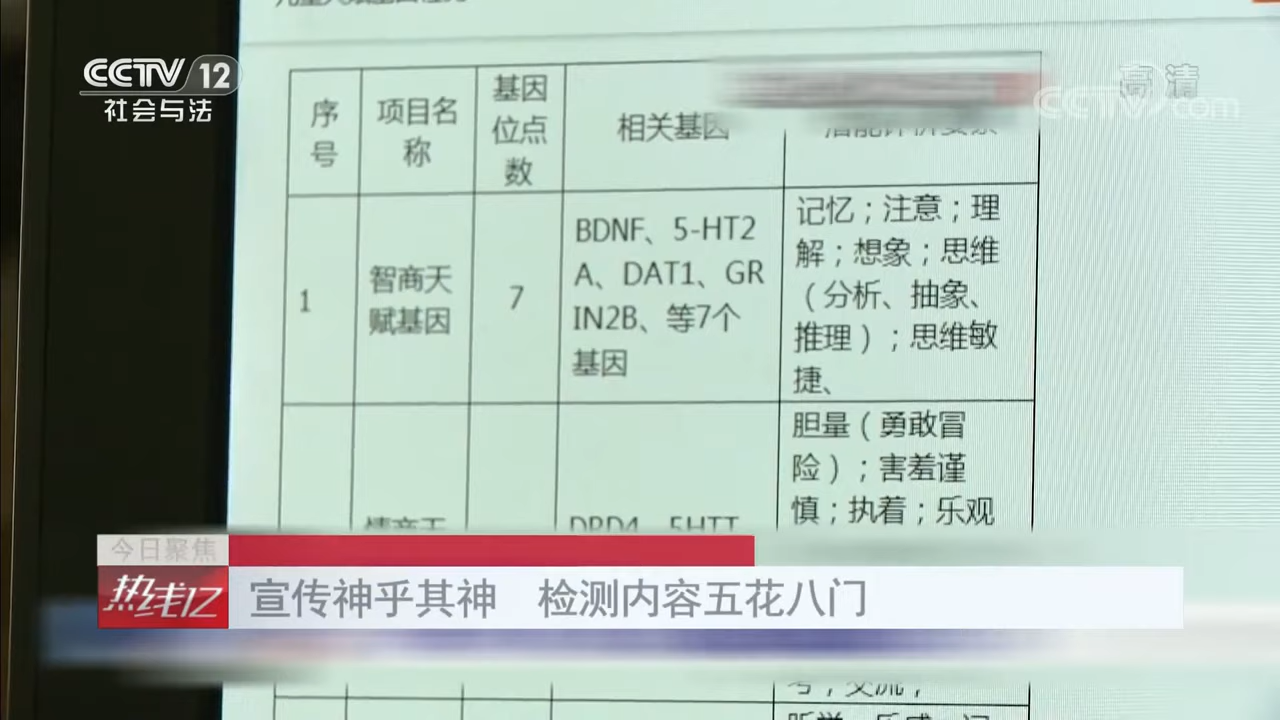 CCTV 12
社会与法
高清
CCTV.com
序号
项目名称
基因位点数
相关基因
1
智商天
赋基因
7
BDNF、5-HT2
A、DAT1、GR
IN2B、等7个
基因
记忆；注意；理
解；想象；思维
（分析、抽象、
推理）；思维敏
捷、
胆量（勇敢冒
险）；害羞谨
慎；执着；乐观
情商天
DRD4、5HTT
今日聚焦
热线12
宣传神乎其神 检测内容五花八门